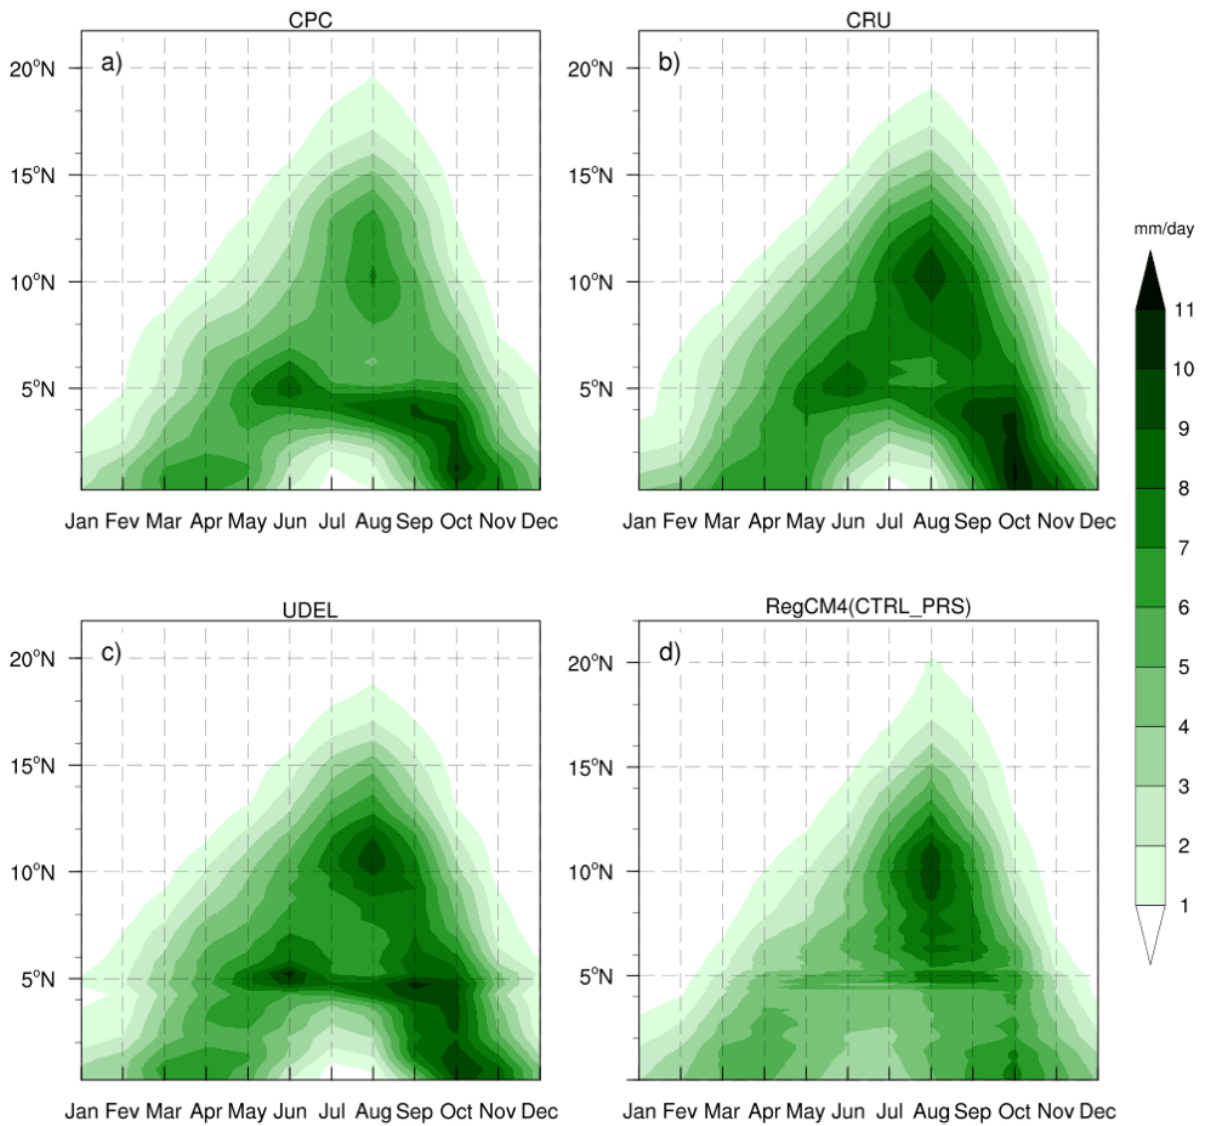 CPC
CRU
a)
b)
20°N
15°N
10°N
5°N
20°N
15°N
10°N
5°N
Jan Fev Mar Apr May Jun Jul Aug Sep Oct Nov Dec
Jan Fev Mar Apr May Jun Jul Aug Sep Oct Nov Dec
mm/day
11
10
9
8
7
6
5
4
3
2
1
UDEL
RegCM4(CTRL_PRS)
c)
d)
20°N
15°N
10°N
5°N
20°N
15°N
10°N
5°N
Jan Fev Mar Apr May Jun Jul Aug Sep Oct Nov Dec
Jan Fev Mar Apr May Jun Jul Aug Sep Oct Nov Dec